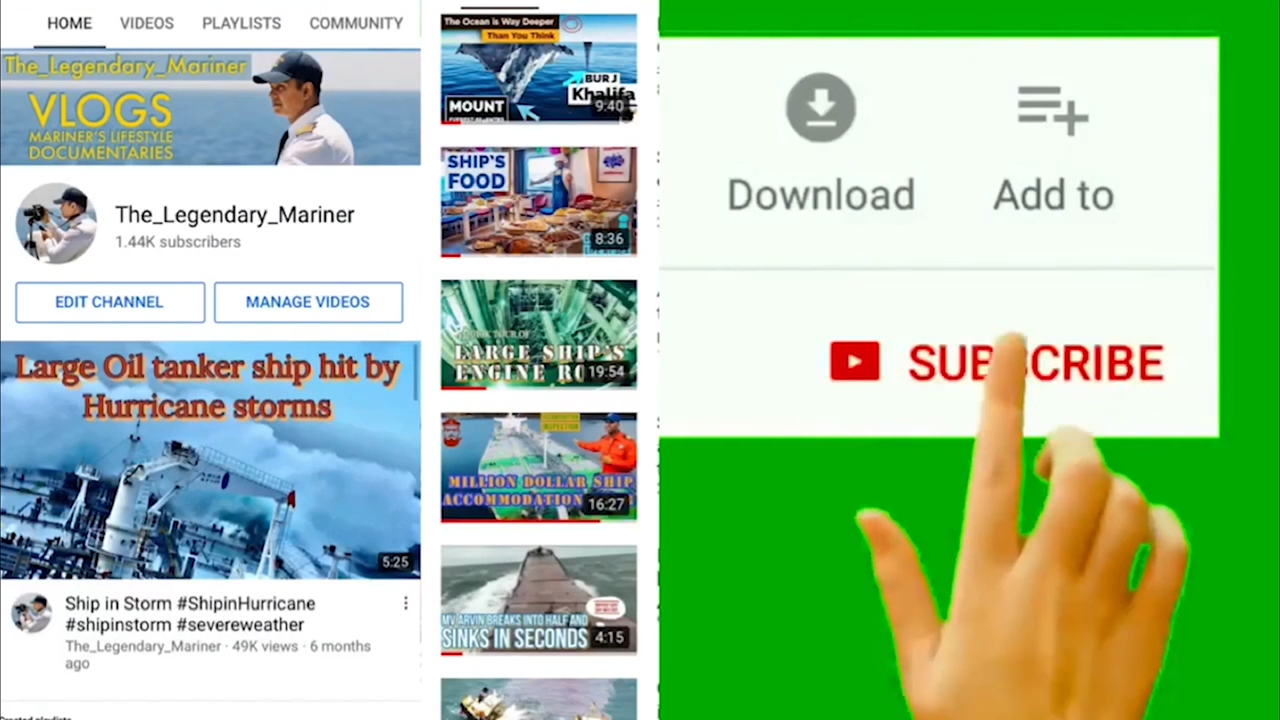 HOME VIDEOS PLAYLISTS COMMUNITY
The_Legendary_Mariner
VLOGS
MARINER'S LIFESTYLE
DOCUMENTARIES
The_Legendary_Mariner
1.44K subscribers
EDIT CHANNEL MANAGE VIDEOS
Large Oil tanker ship hit by
Hurricane storms
5:25
Ship in Storm #ShipinHurricane
#shipinstorm #severeweather
The_Legendary_Mariner · 49K views · 6 months
ago
The Ocean is Way Deeper
Than You Think
BURJ
Khalifa
MOUNT
9:40
SHIP'S
FOOD
8:36
TOUR OF
LARGE SHIP'S
ENGINE
19:54
INSPECTION
MILLION DOLLAR SHIP
ACCOMMODATION
16:27
MV ARVIN BREAKS INTO HALF AND
SINKS IN SECONDS
4:15
Download Add to
SUBSCRIBE